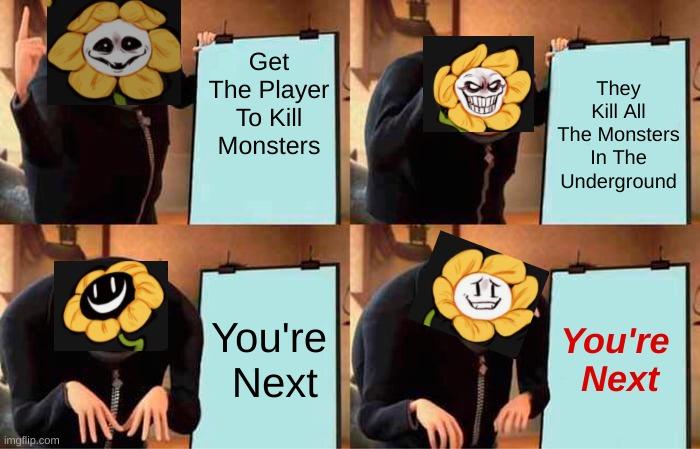 Get
The Player
To Kill
Monsters
They
Kill All
The Monsters
In The
Underground
You're
Next
You're
Next
imgflip.com